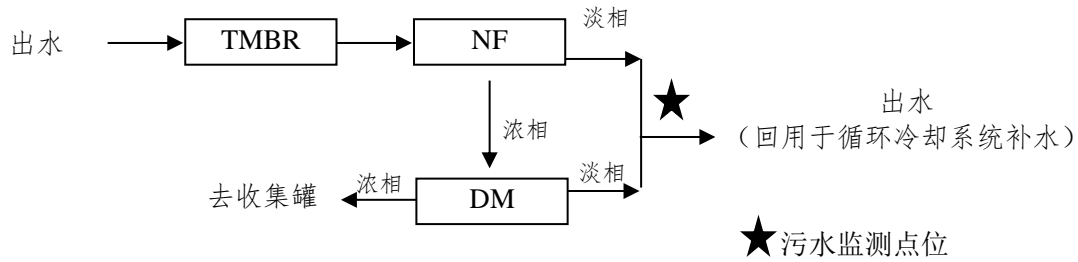 淡相
出水
TMBR
NF
浓相
出水
（回用于循环冷却系统补水）
去收集罐
浓相
DM
淡相
污水监测点位